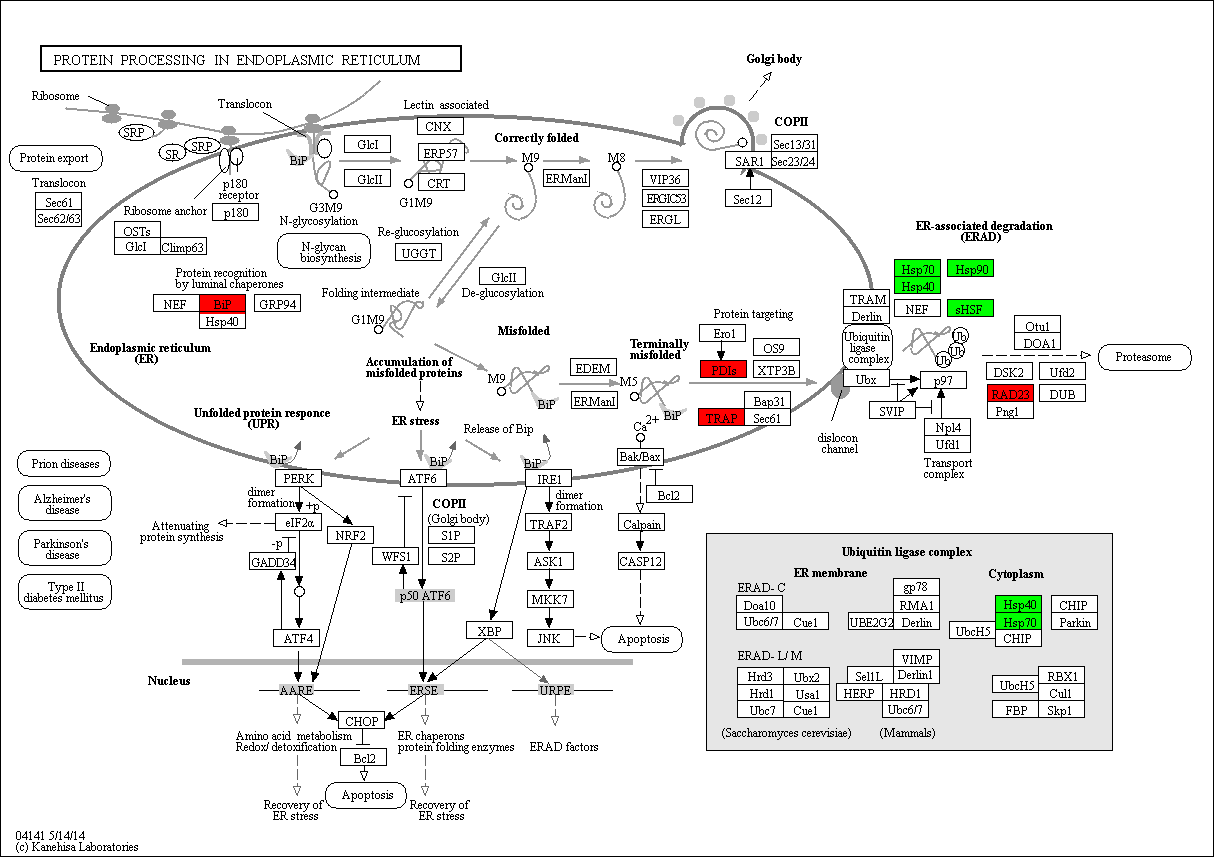 PROTEIN PROCESSING IN ENDOPLASMIC RETICULUM
Golgi body
Ribosome
Translocon
Lectin associated
COPII
SRP
SRP
SR
CNX
GlcI
ERP57
GlcII
CRT
G1M9
BiP
Correctly folded
M9
M8
ERManI
VIP36
ERGIC53
ERGL
Sec13/31
SAR1
Sec23/24
Sec12
Protein export
Translocon
Sec61
Sec62/63
p180
receptor
p180
Ribosome anchor
OSTs
GlcI
Climp63
G3M9
N-glycosylation
N-glycan
biosynthesis
Re-glucosylation
UGGT
GlcII
De-glucosylation
ER-associated degradation
(ERAD)
Hsp70
Hsp90
Hsp40
NEF
sHSF
Protein recognition
by luminal chaperones
NEF
BiP
GRP94
Hsp40
Folding intermediate
G1M9
TRAM
Derlin
Ubiquitin
ligase
complex
Ub
Ub
Ub
Otu1
DOA1
Proteasome
Endoplasmic reticulum
(ER)
Misfolded
Protein targeting
Ero1
OS9
PDIs
XTP3B
Terminally
misfolded
Accumulation of
misfolded proteins
M9
BiP
EDEM
ERManI
M5
BiP
TRAP
Bap31
Sec61
Ubx
p97
DSK2
Ufd2
RAD23
DUB
Png1
SVIP
Npl4
Ufd1
Transport
complex
dislocon
channel
Unfolded protein responce
(UPR)
ER stress
Release of Bip
Ca2+
Bak/Bax
Bcl2
BiP
BiP
BiP
PERK
ATF6
IRE1
Prion diseases
Alzheimer's
disease
Parkinson's
disease
Type II
diabetes mellitus
dimer
formation
+p
eIF2α
-p
GADD34
NRF2
Attenuating
protein synthesis
COPII
(Golgi body)
S1P
S2P
WFS1
p50 ATF6
dimer
formation
TRAF2
ASK1
MKK7
JNK
XBP
Calpain
CASP12
Apoptosis
ATF4
Nucleus
AARE
ERSE
URPE
CHOP
Bcl2
Apoptosis
Amino acid metabolism
Redox/ detoxification
ER chaperons
protein folding enzymes
ERAD factors
Recovery of
ER stress
Recovery of
ER stress
Ubiquitin ligase complex
ER membrane
Cytoplasm
ERAD- C
Doa10
Ubc6/7
Cue1
gp78
RMA1
UBE2G2
Derlin
Hsp40
Hsp70
UbcH5
CHIP
CHIP
Parkin
ERAD- L/ M
Hrd3
Ubx2
Hrd1
Usa1
Ubc7
Cue1
VIMP
Sel1L
Derlin1
HERP
HRD1
Ubc6/7
UbcH5
RBX1
Cul1
FBP
Skp1
(Saccharomyces cerevisiae)
(Mammals)
04141 5/14/14
(c) Kanehisa Laboratories